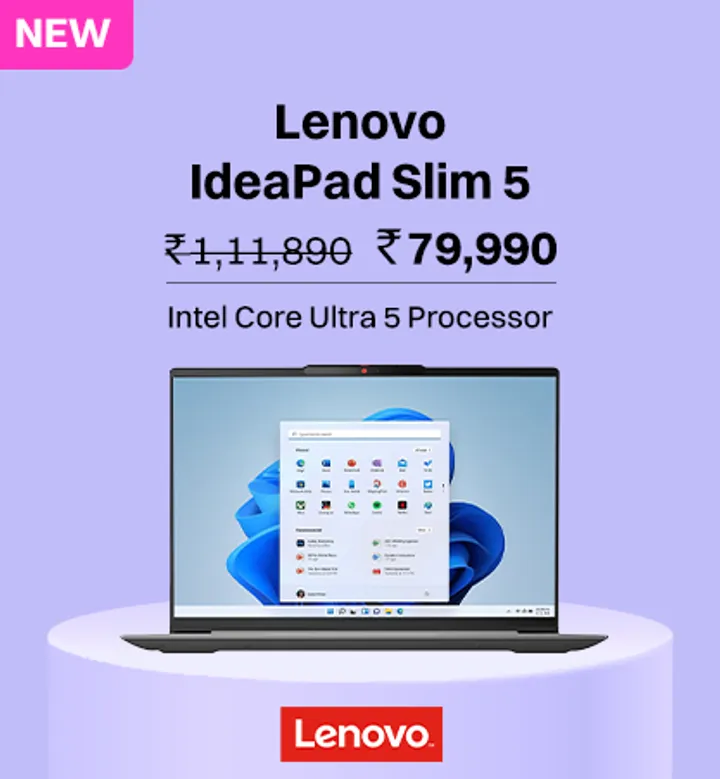 NEW
Lenovo
IdeaPad Slim 5
₹1,11,890 ₹79,990
Intel Core Ultra 5 Processor
Lenovo